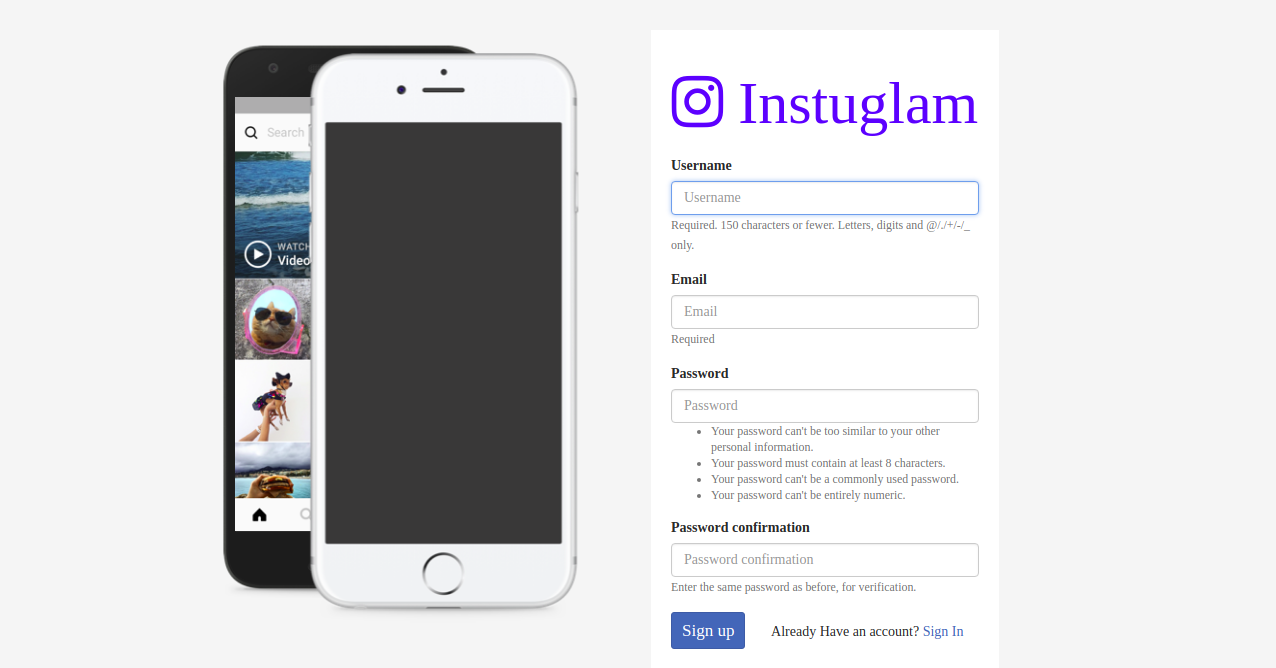 Search
WATCH
Video
Instuglam
Username
Username
Required. 150 characters or fewer. Letters, digits and @/./+/-/_
only.
Email
Email
Required
Password
Password
Your password can't be too similar to your other
personal information.
Your password must contain at least 8 characters.
Your password can't be a commonly used password.
Your password can't be entirely numeric.
Password confirmation
Password confirmation
Enter the same password as before, for verification.
Sign up
Already Have an account? Sign In